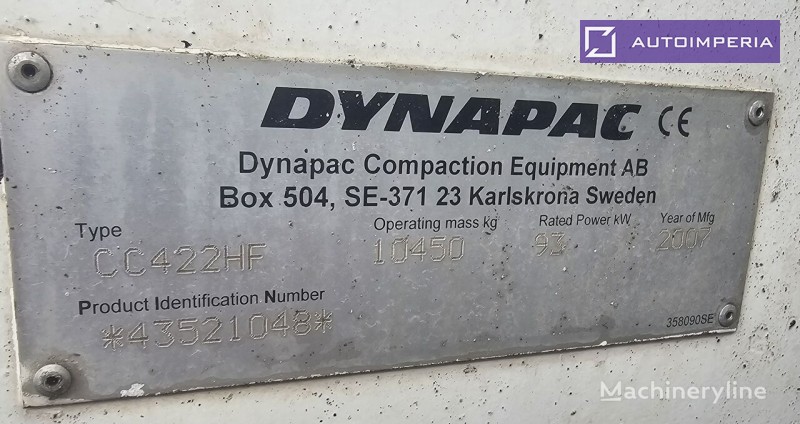 AUTOIMPERIA
DYNAPAC CE
Dynapac Compaction Equipment AB
Box 504, SE-371 23 Karlskrona Sweden
Type Operating mass kg Rated Power kW Year of Mfg
CC422HF 10450 93 2007
Product Identification Number
*43521048*
358090SE
Machineryline